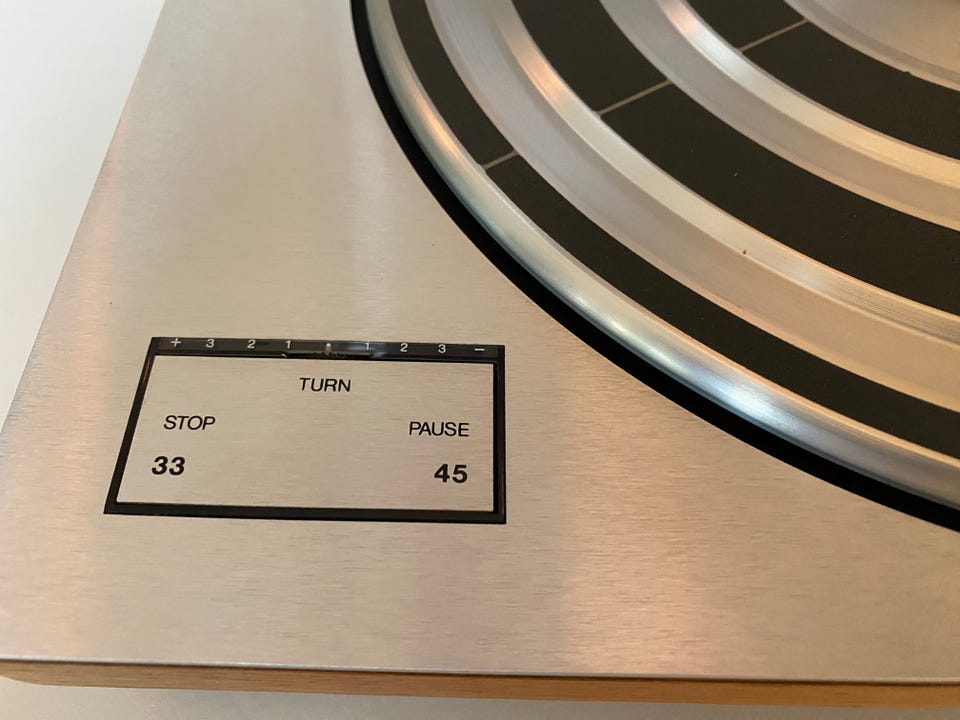 + 3 2 1 1 2 3 −
TURN
STOP PAUSE
33 45